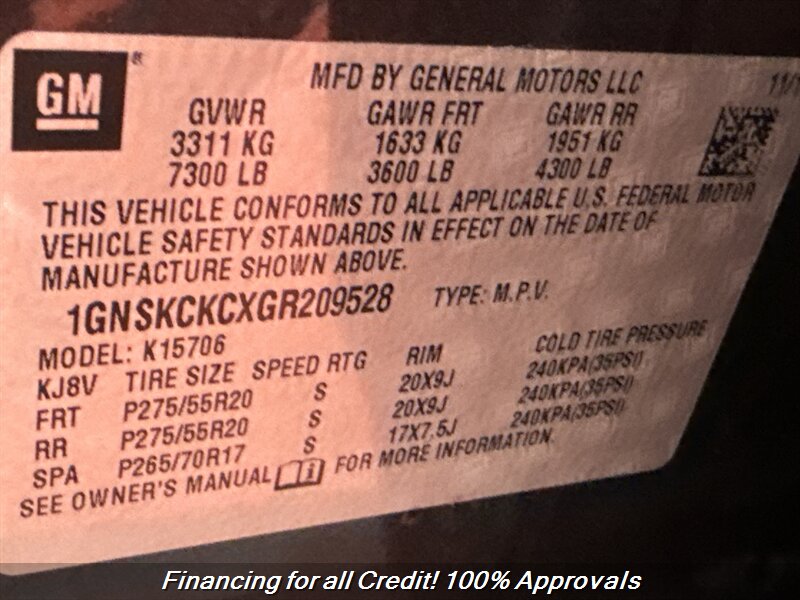 GM®
MFD BY GENERAL MOTORS LLC
GVWR GAWR FRT GAWR RR
3311 KG 1633 KG 1951 KG
7300 LB 3600 LB 4300 LB
THIS VEHICLE CONFORMS TO ALL APPLICABLE U.S. FEDERAL MOTOR
VEHICLE SAFETY STANDARDS IN EFFECT ON THE DATE OF
MANUFACTURE SHOWN ABOVE.
1GNSKCKCXGR209528 TYPE: M.P.V.
MODEL: K15706
KJ8V TIRE SIZE SPEED RTG RIM COLD TIRE PRESSURE
FRT P275/55R20 S 20X9J 240KPA(35PSI)
RR P275/55R20 S 20X9J 240KPA(35PSI)
SPA P265/70R17 S 17X7.5J 240KPA(35PSI)
SEE OWNER'S MANUAL FOR MORE INFORMATION.
Financing for all Credit! 100% Approvals